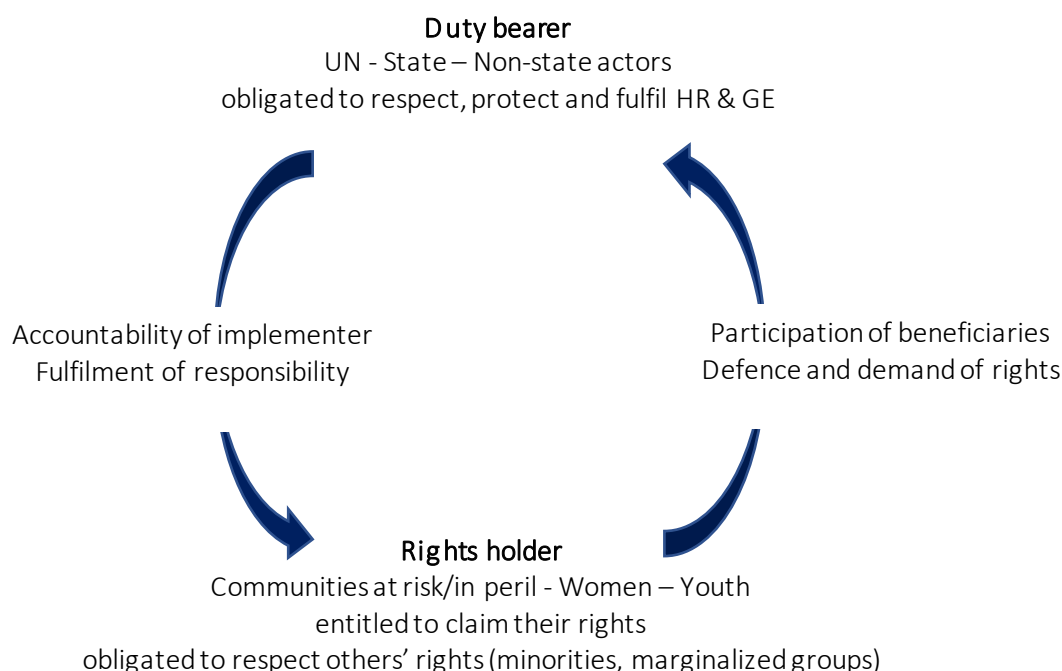 Duty bearer
UN - State – Non-state actors
obligated to respect, protect and fulfil HR & GE
Accountability of implementer
Fulfilment of responsibility
Participation of beneficiaries
Defence and demand of rights
Rights holder
Communities at risk/in peril - Women – Youth
entitled to claim their rights
obligated to respect others’ rights (minorities, marginalized groups)